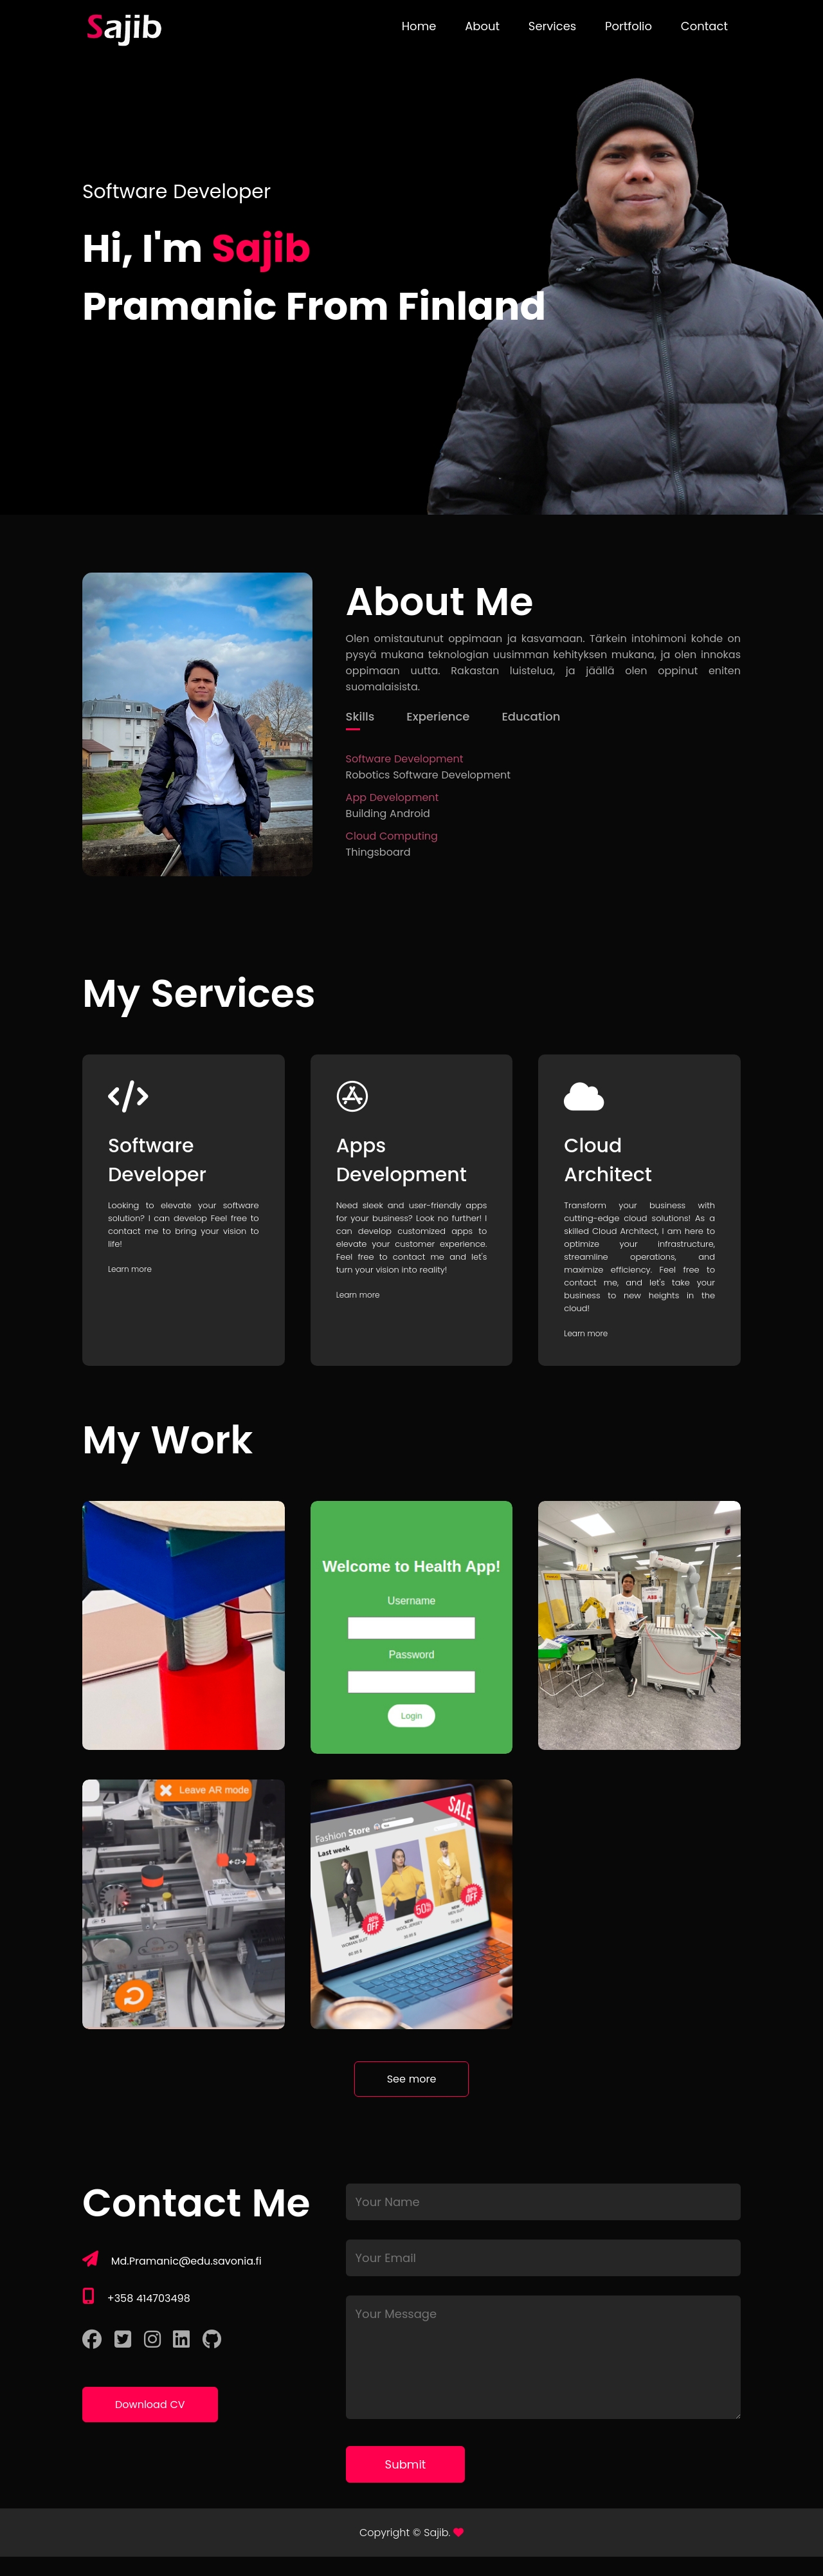 Sajib
Home About Services Portfolio Contact
Software Developer
Hi, I'm Sajib
Pramanic From Finland
About Me
Olen omistautunut oppimaan ja kasvamaan. Tärkein intohimoni kohde on
pysyä mukana teknologian uusimman kehityksen mukana, ja olen innokas
oppimaan uutta. Rakastan luistelua, ja jäällä olen oppinut eniten
suomalaisista.
Skills Experience Education
Software Development
Robotics Software Development
App Development
Building Android
Cloud Computing
Thingsboard
My Services
Software
Developer
Looking to elevate your software
solution? I can develop Feel free to
contact me to bring your vision to
life!
Learn more
Apps
Development
Need sleek and user-friendly apps
for your business? Look no further! I
can develop customized apps to
elevate your customer experience.
Feel free to contact me and let's
turn your vision into reality!
Learn more
Cloud
Architect
Transform your business with
cutting-edge cloud solutions! As a
skilled Cloud Architect, I am here to
optimize your infrastructure,
streamline operations, and
maximize efficiency. Feel free to
contact me, and let's take your
business to new heights in the
cloud!
Learn more
My Work
Welcome to Health App!
Username
Password
Login
ABB
Leave AR mode
SALE
Fashion Store
Last week
50%
OFF
OFF
OFF
NEW
NEW
NEW
Contact Me
Md.Pramanic@edu.savonia.fi
+358 414703498
Download CV
Your Name
Your Email
Your Message
Submit
Copyright © Sajib.